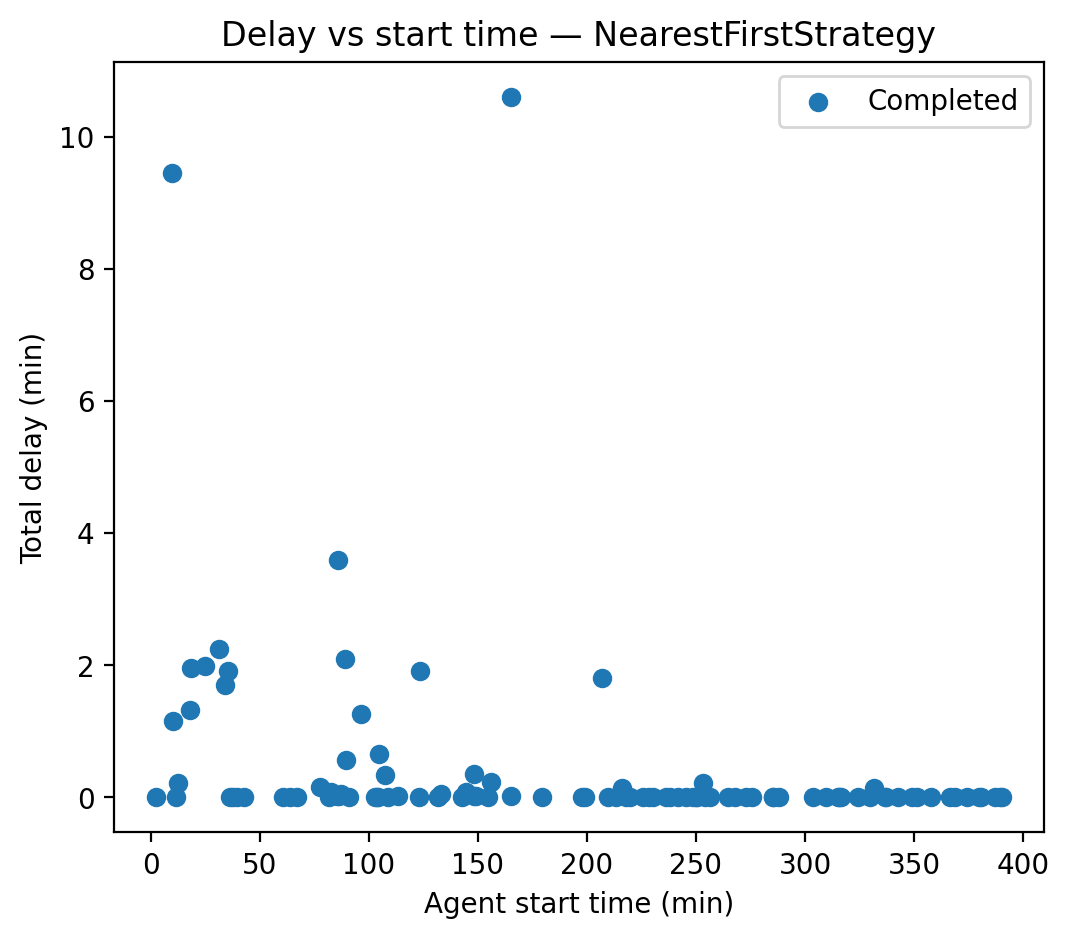 Delay vs start time — NearestFirstStrategy
Completed
Total delay (min)
10
8
6
4
2
0
0 50 100 150 200 250 300 350 400
Agent start time (min)